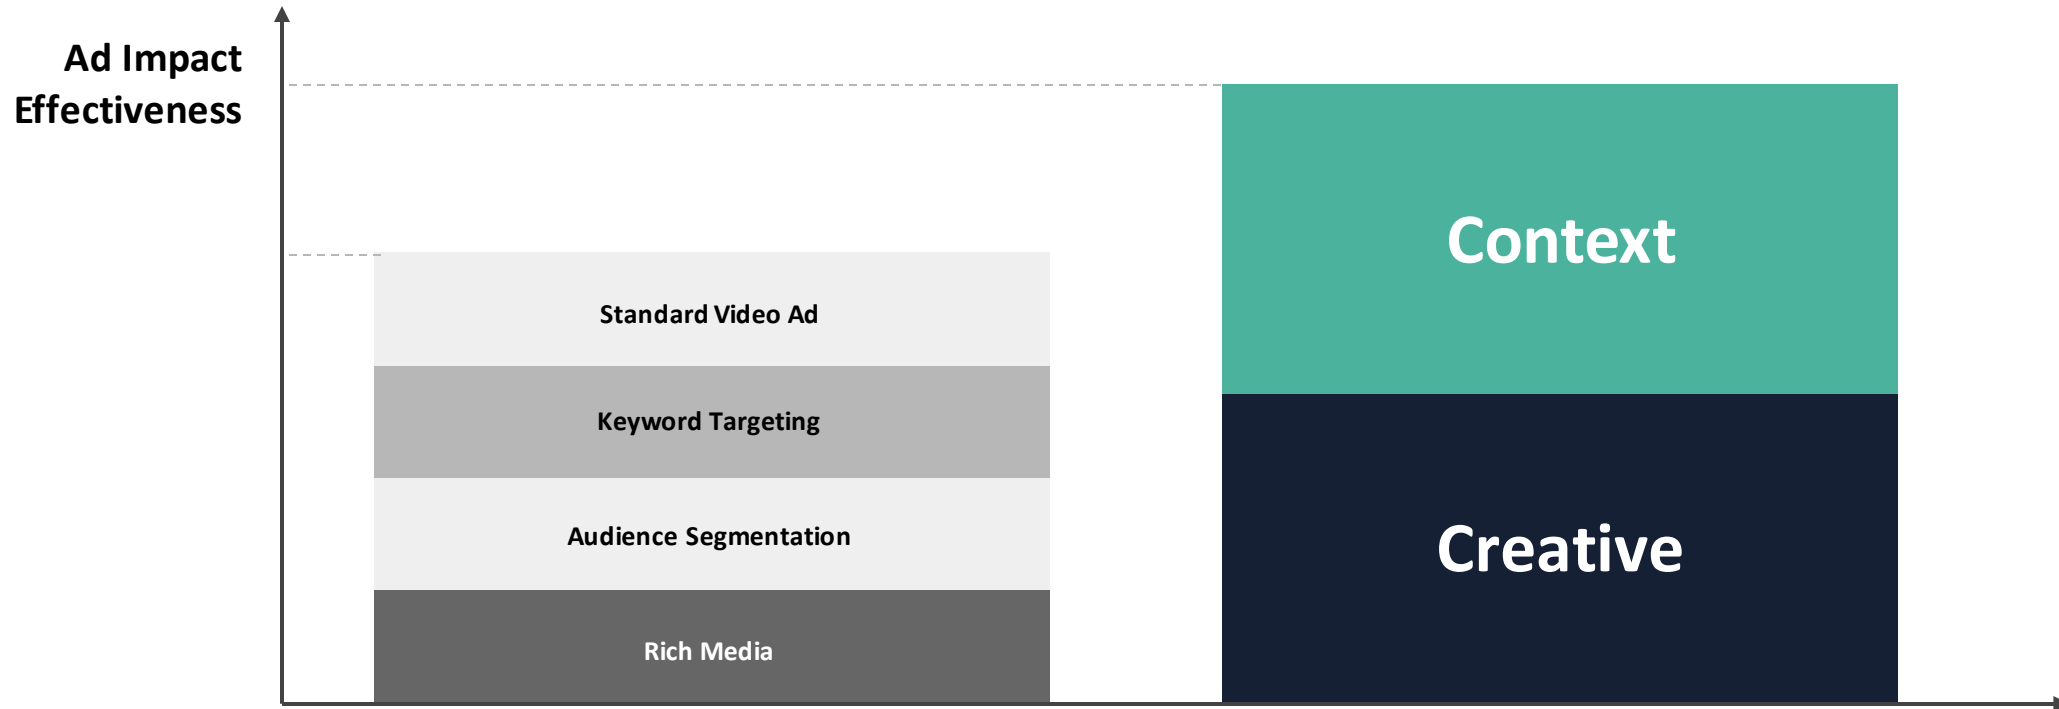 Ad Impact
Effectiveness
Standard Video Ad
Keyword Targeting
Audience Segmentation
Rich Media
Context
Creative